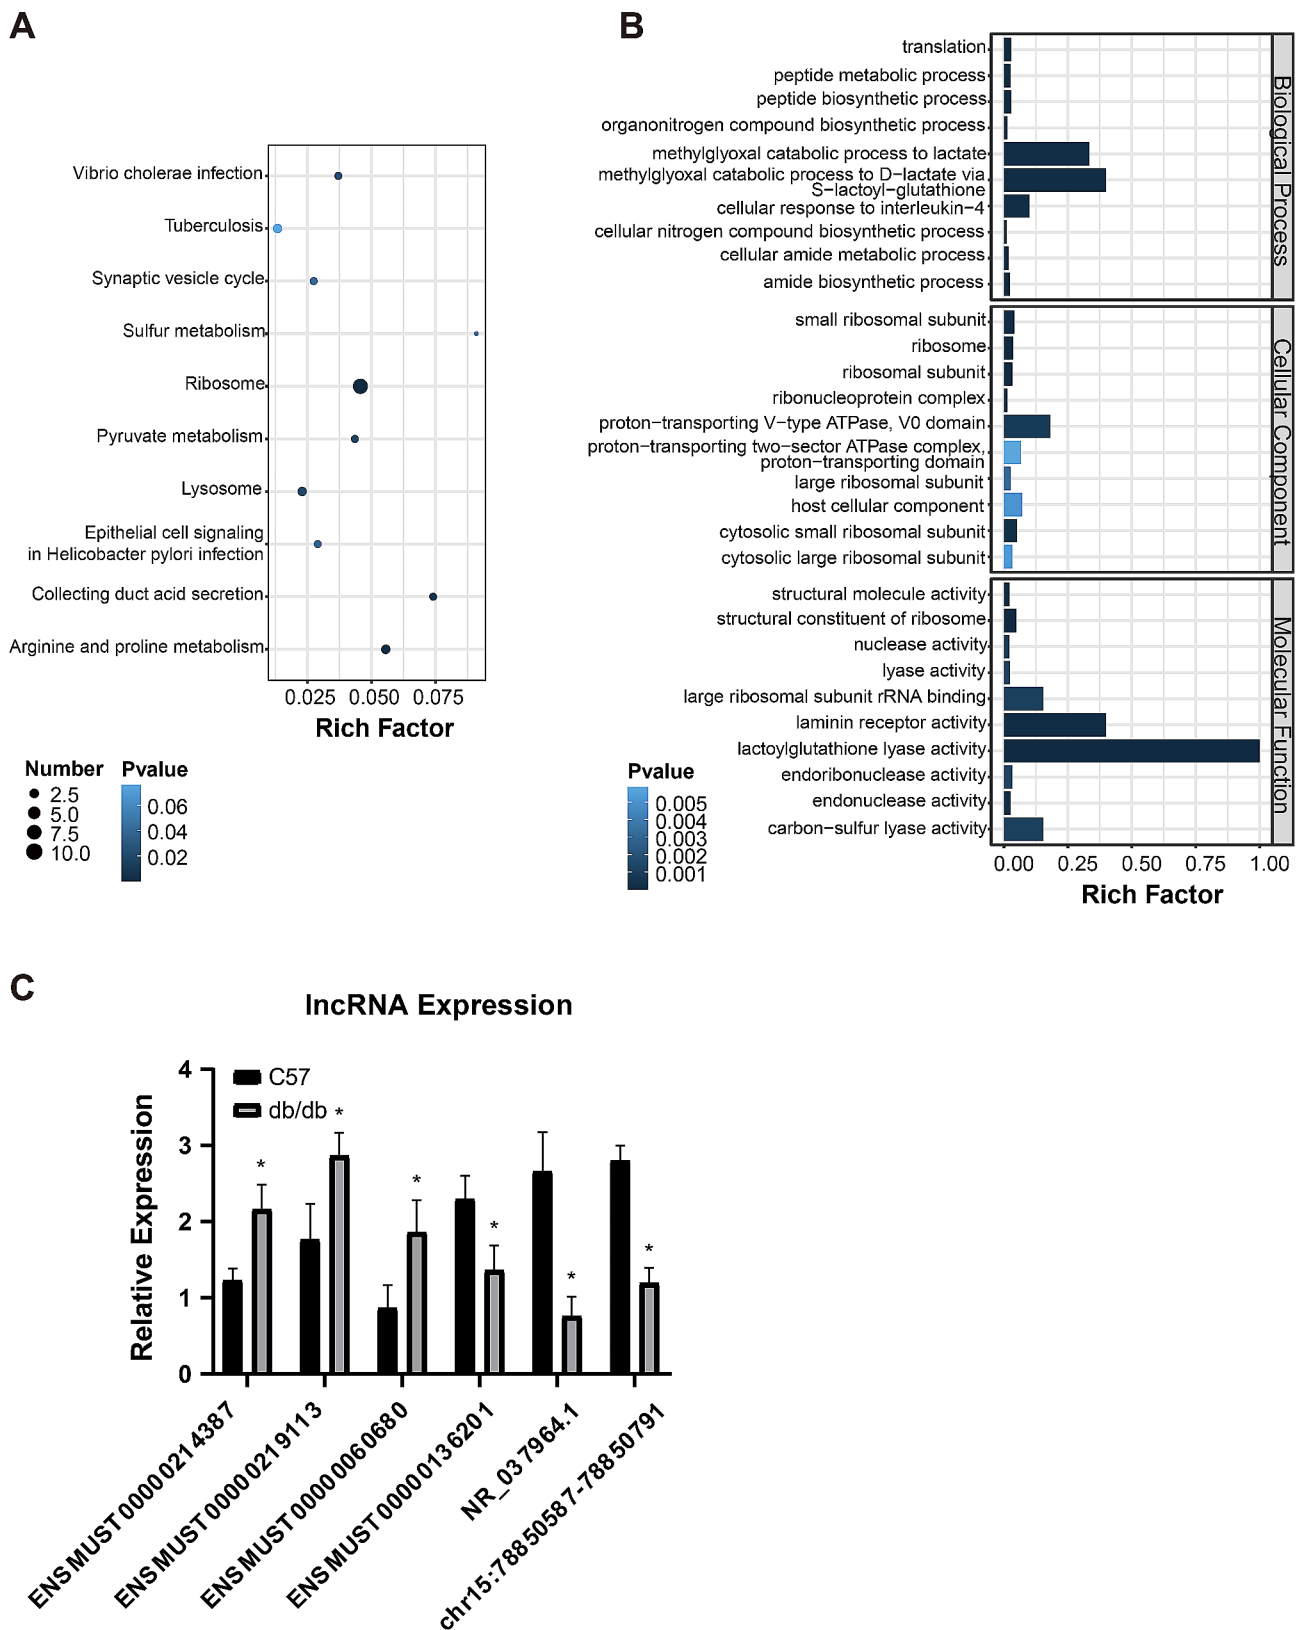 A
Vibrio cholerae infection
Tuberculosis
Synaptic vesicle cycle
Sulfur metabolism
Ribosome
Pyruvate metabolism
Lysosome
Epithelial cell signaling
in Helicobacter pylori infection
Collecting duct acid secretion
Arginine and proline metabolism
0.025 0.050 0.075
Rich Factor
Number
2.5
5.0
7.5
10.0
Pvalue
0.06
0.04
0.02
B
translation
peptide metabolic process
peptide biosynthetic process
organonitrogen compound biosynthetic process
methylglyoxal catabolic process to lactate
methylglyoxal catabolic process to D−lactate via
S−lactoyl−glutathione
cellular response to interleukin−4
cellular nitrogen compound biosynthetic process
cellular amide metabolic process
amide biosynthetic process
Biological Process
small ribosomal subunit
ribosome
ribosomal subunit
ribonucleoprotein complex
proton−transporting V−type ATPase, V0 domain
proton−transporting two−sector ATPase complex,
proton−transporting domain
large ribosomal subunit
host cellular component
cytosolic small ribosomal subunit
cytosolic large ribosomal subunit
Cellular Component
structural molecule activity
structural constituent of ribosome
nuclease activity
lyase activity
large ribosomal subunit rRNA binding
laminin receptor activity
lactoylglutathione lyase activity
endoribonuclease activity
endonuclease activity
carbon−sulfur lyase activity
Molecular Function
0.00 0.25 0.50 0.75 1.00
Rich Factor
Pvalue
0.005
0.004
0.003
0.002
0.001
C
lncRNA Expression
Relative Expression
4
3
2
1
0
C57
db/db
* * * * * *
ENSMUST00000214387
ENSMUST00000219113
ENSMUST00000060680
ENSMUST00000136201
NR_037964.1
chr15:78850587-78850791